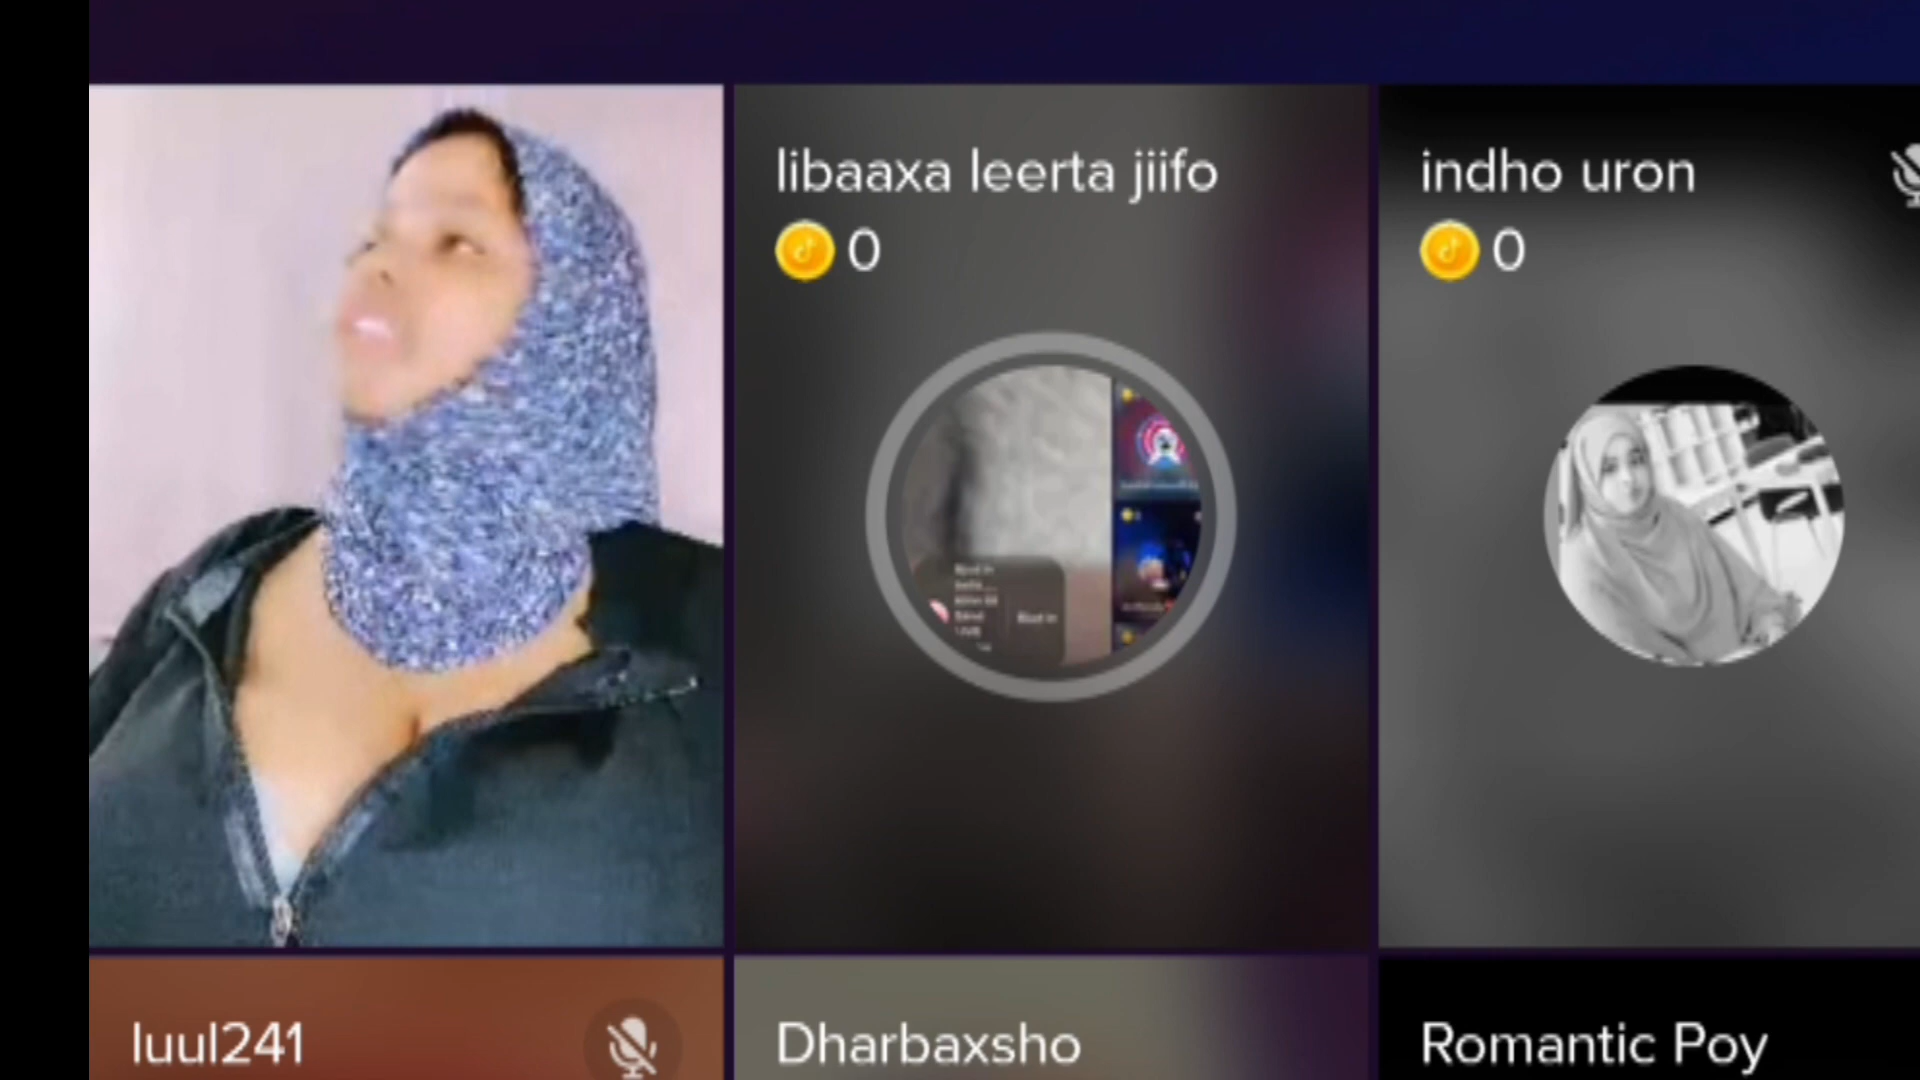 libaaxa leerta jiifo
0
indho uron
0
luul241
Dharbaxsho
Romantic Poy